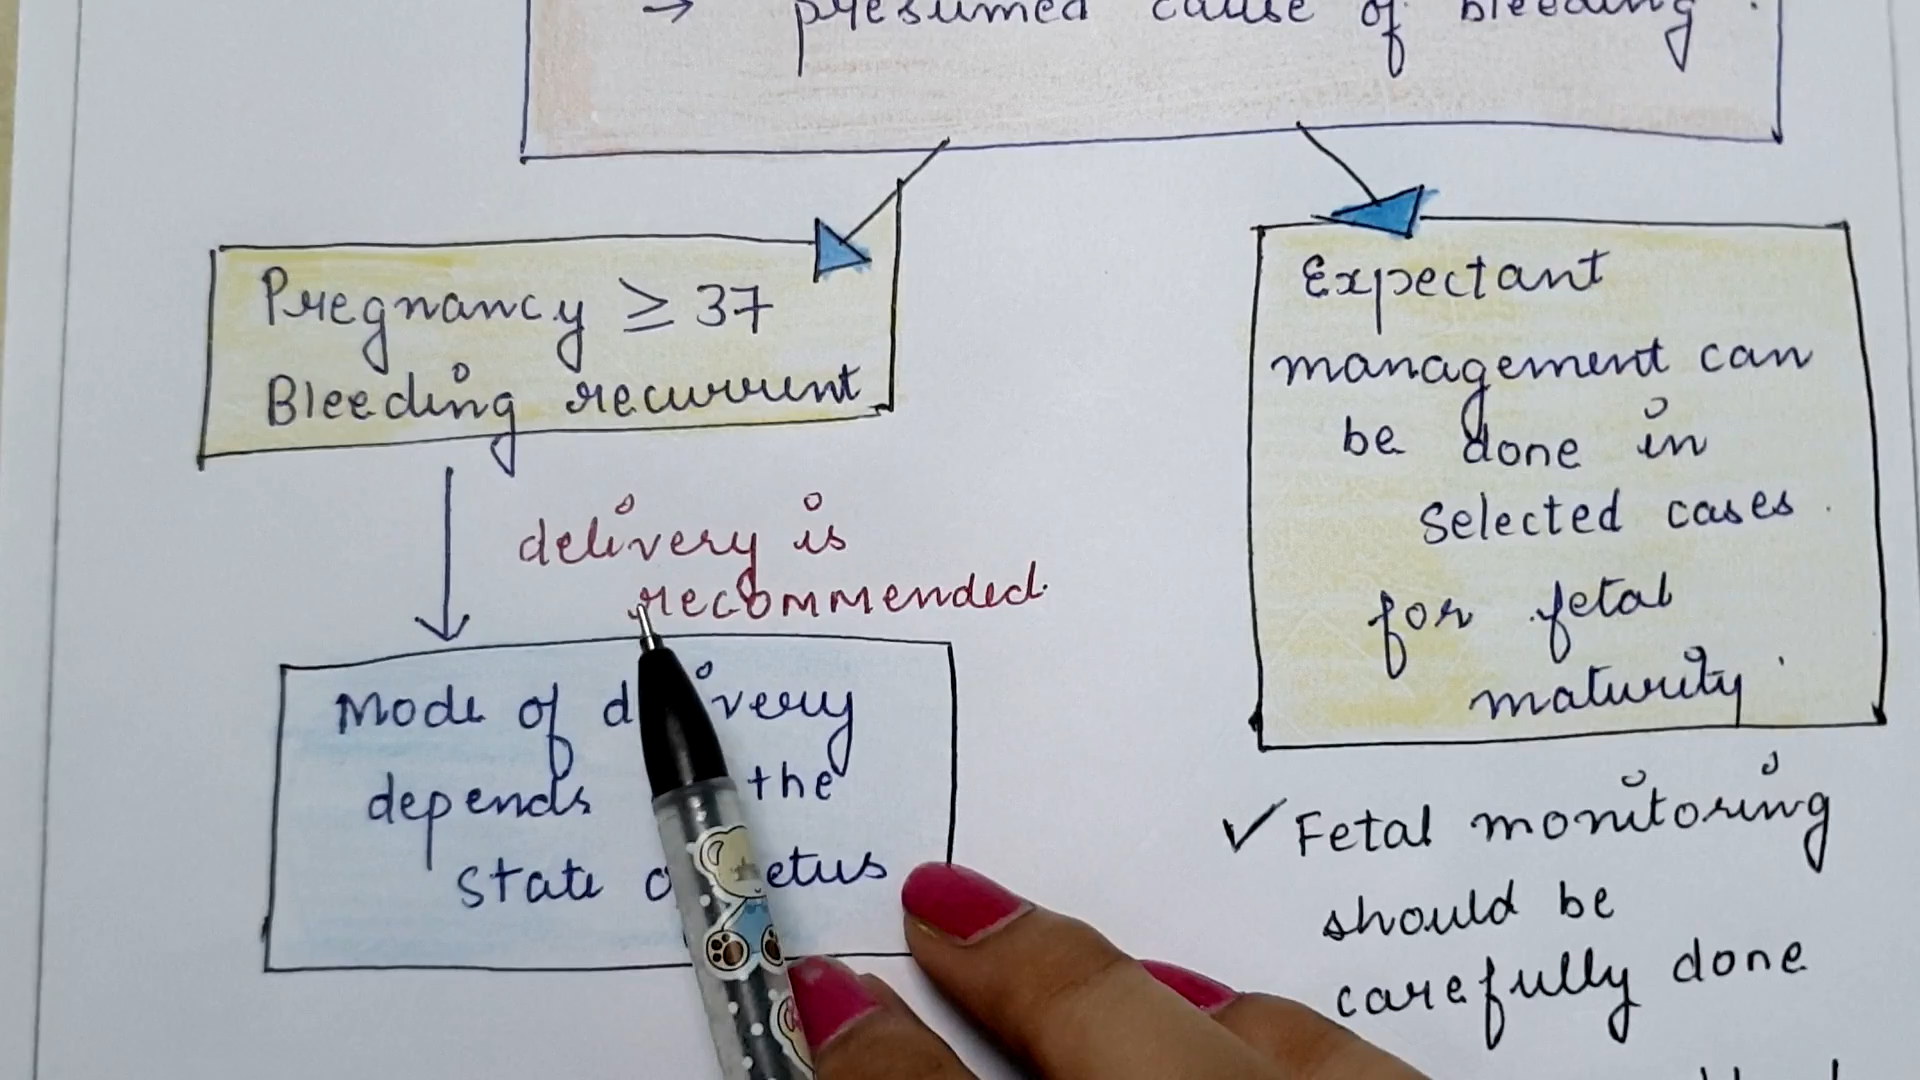 → presumed cause of bleeding.
Pregnancy ≥ 37
Bleeding recurrent
delivery is
recommended.
Mode of
depends the
state etus
Expectant
management can
be done in
selected cases.
for fetal
maturity.
✓ Fetal monitoring
should be
carefully done